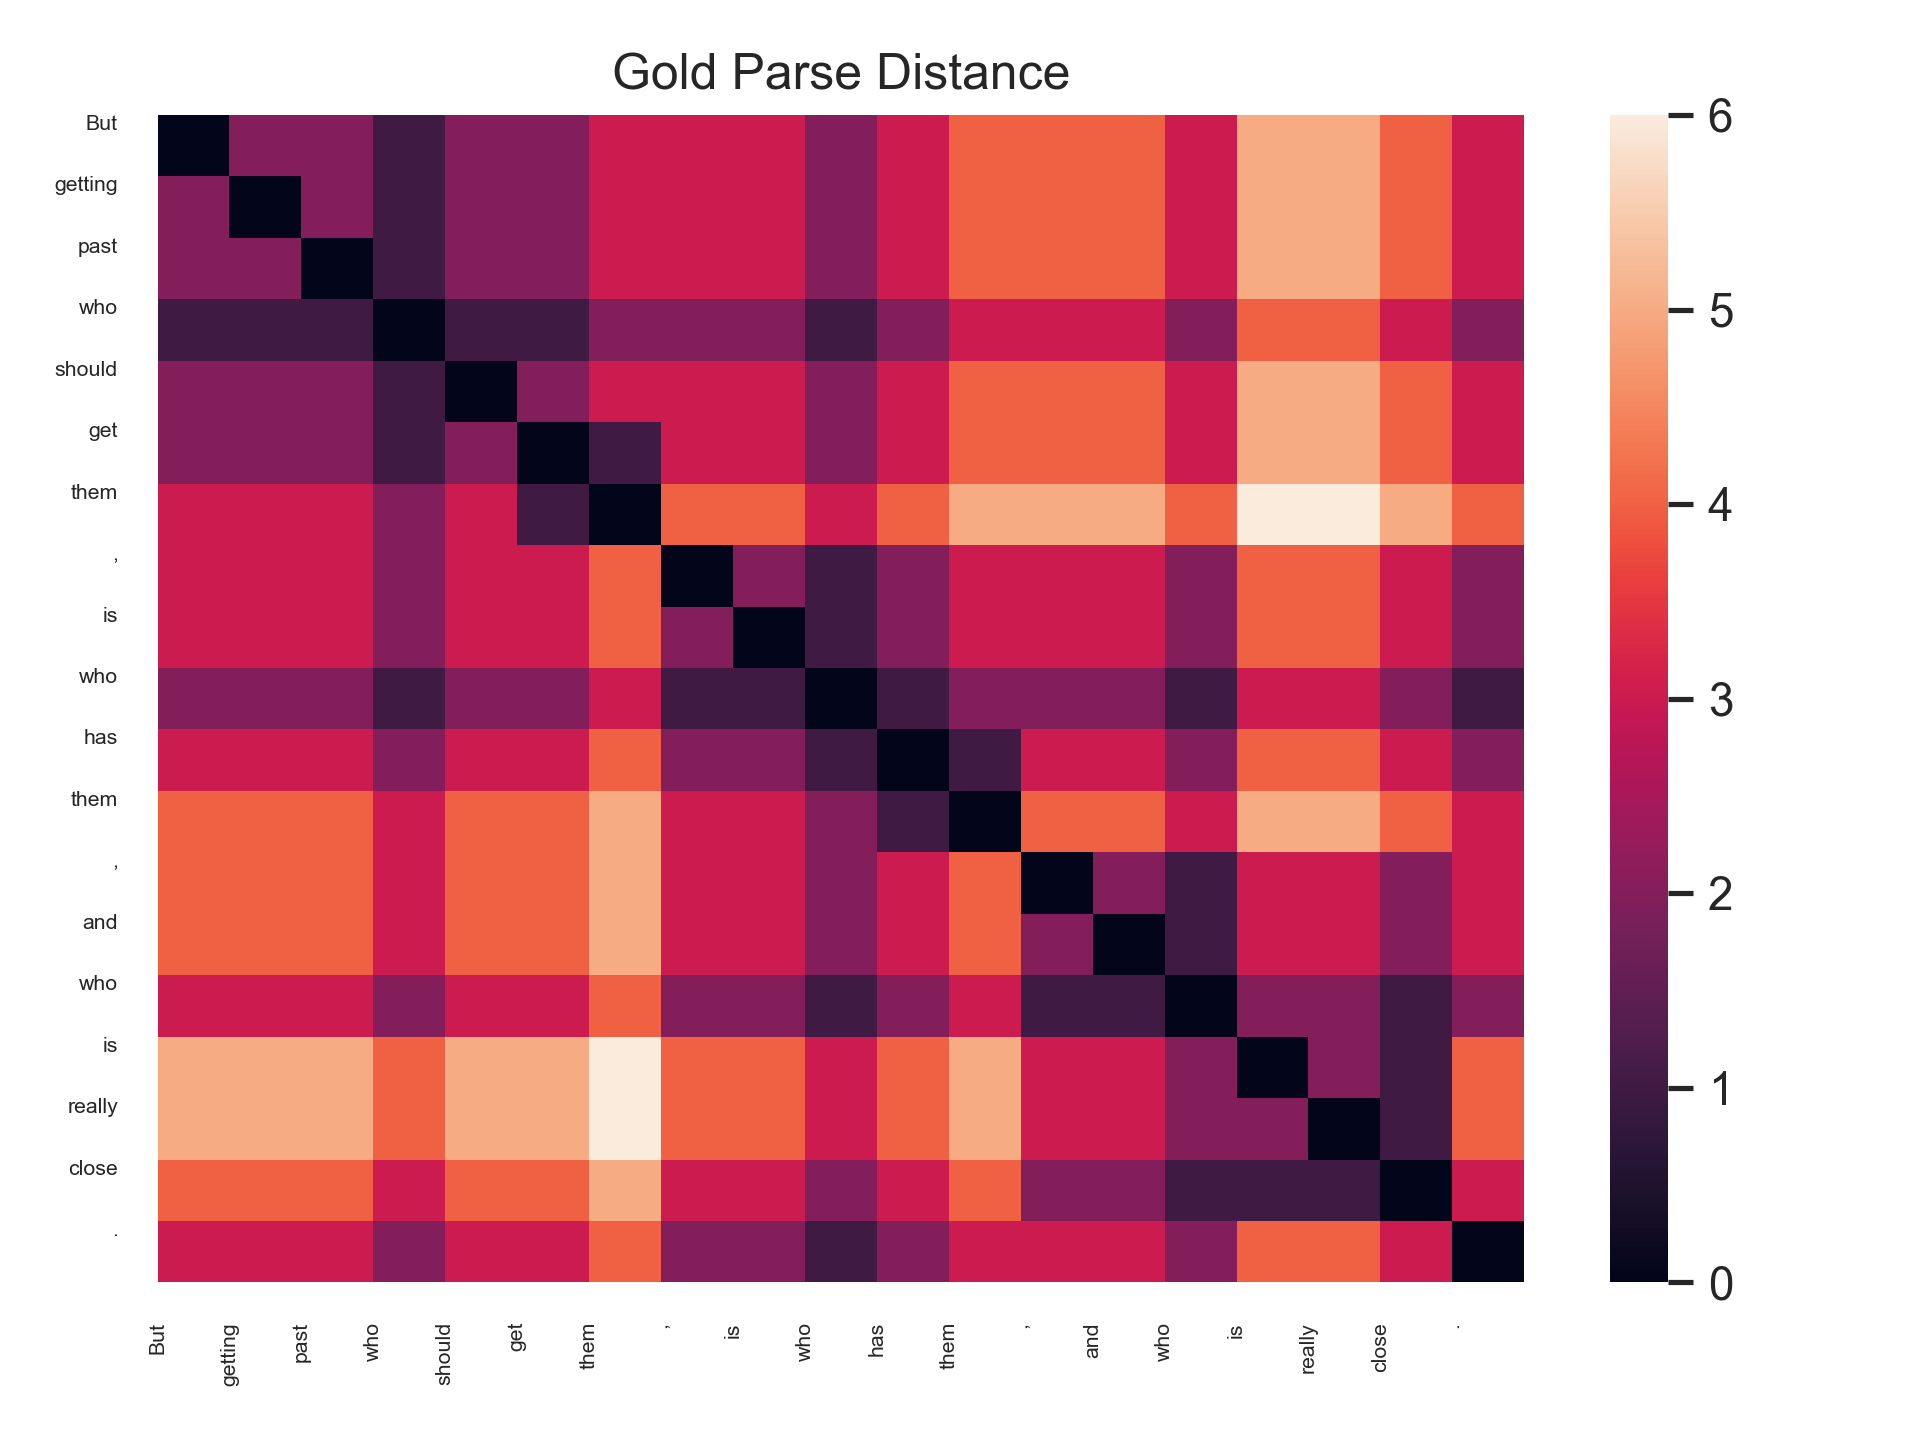 Gold Parse Distance
But
getting
past
who
should
get
them
,
is
who
has
them
,
and
who
is
really
close
.
But
getting
past
who
should
get
them
,
is
who
has
them
,
and
who
is
really
close
.
6
5
4
3
2
1
0